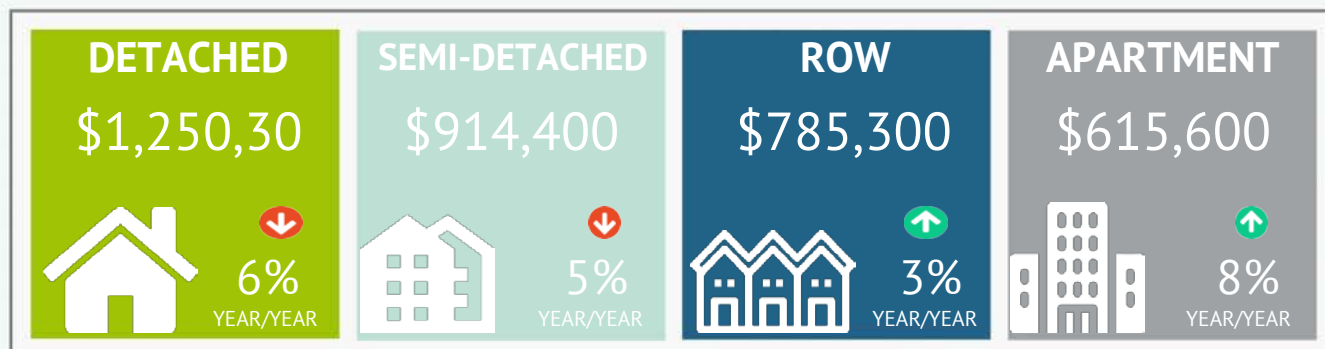 DETACHED
$1,250,30
6%
YEAR/YEAR
SEMI-DETACHED
$914,400
5%
YEAR/YEAR
ROW
$785,300
3%
YEAR/YEAR
APARTMENT
$615,600
8%
YEAR/YEAR